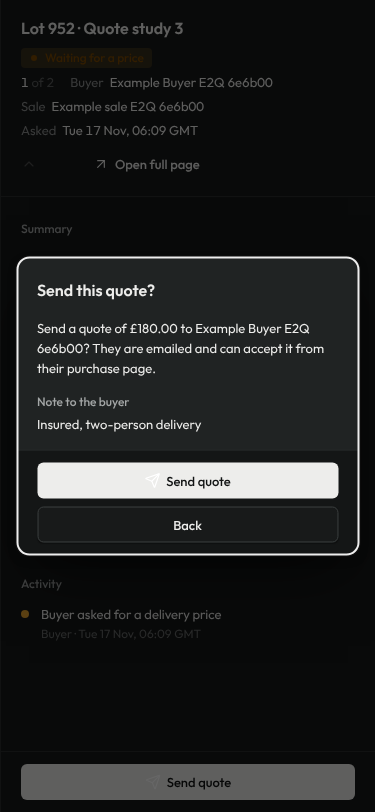 Lot 952 · Quote study 3
Waiting for a price
1 of 2 Buyer Example Buyer E2Q 6e6b00
Sale Example sale E2Q 6e6b00
Asked Tue 17 Nov, 06:09 GMT
Open full page
Summary
Send this quote?
Send a quote of £180.00 to Example Buyer E2Q
6e6b00? They are emailed and can accept it from
their purchase page.
Note to the buyer
Insured, two-person delivery
Send quote
Back
Activity
Buyer asked for a delivery price
Buyer · Tue 17 Nov, 06:09 GMT
Send quote